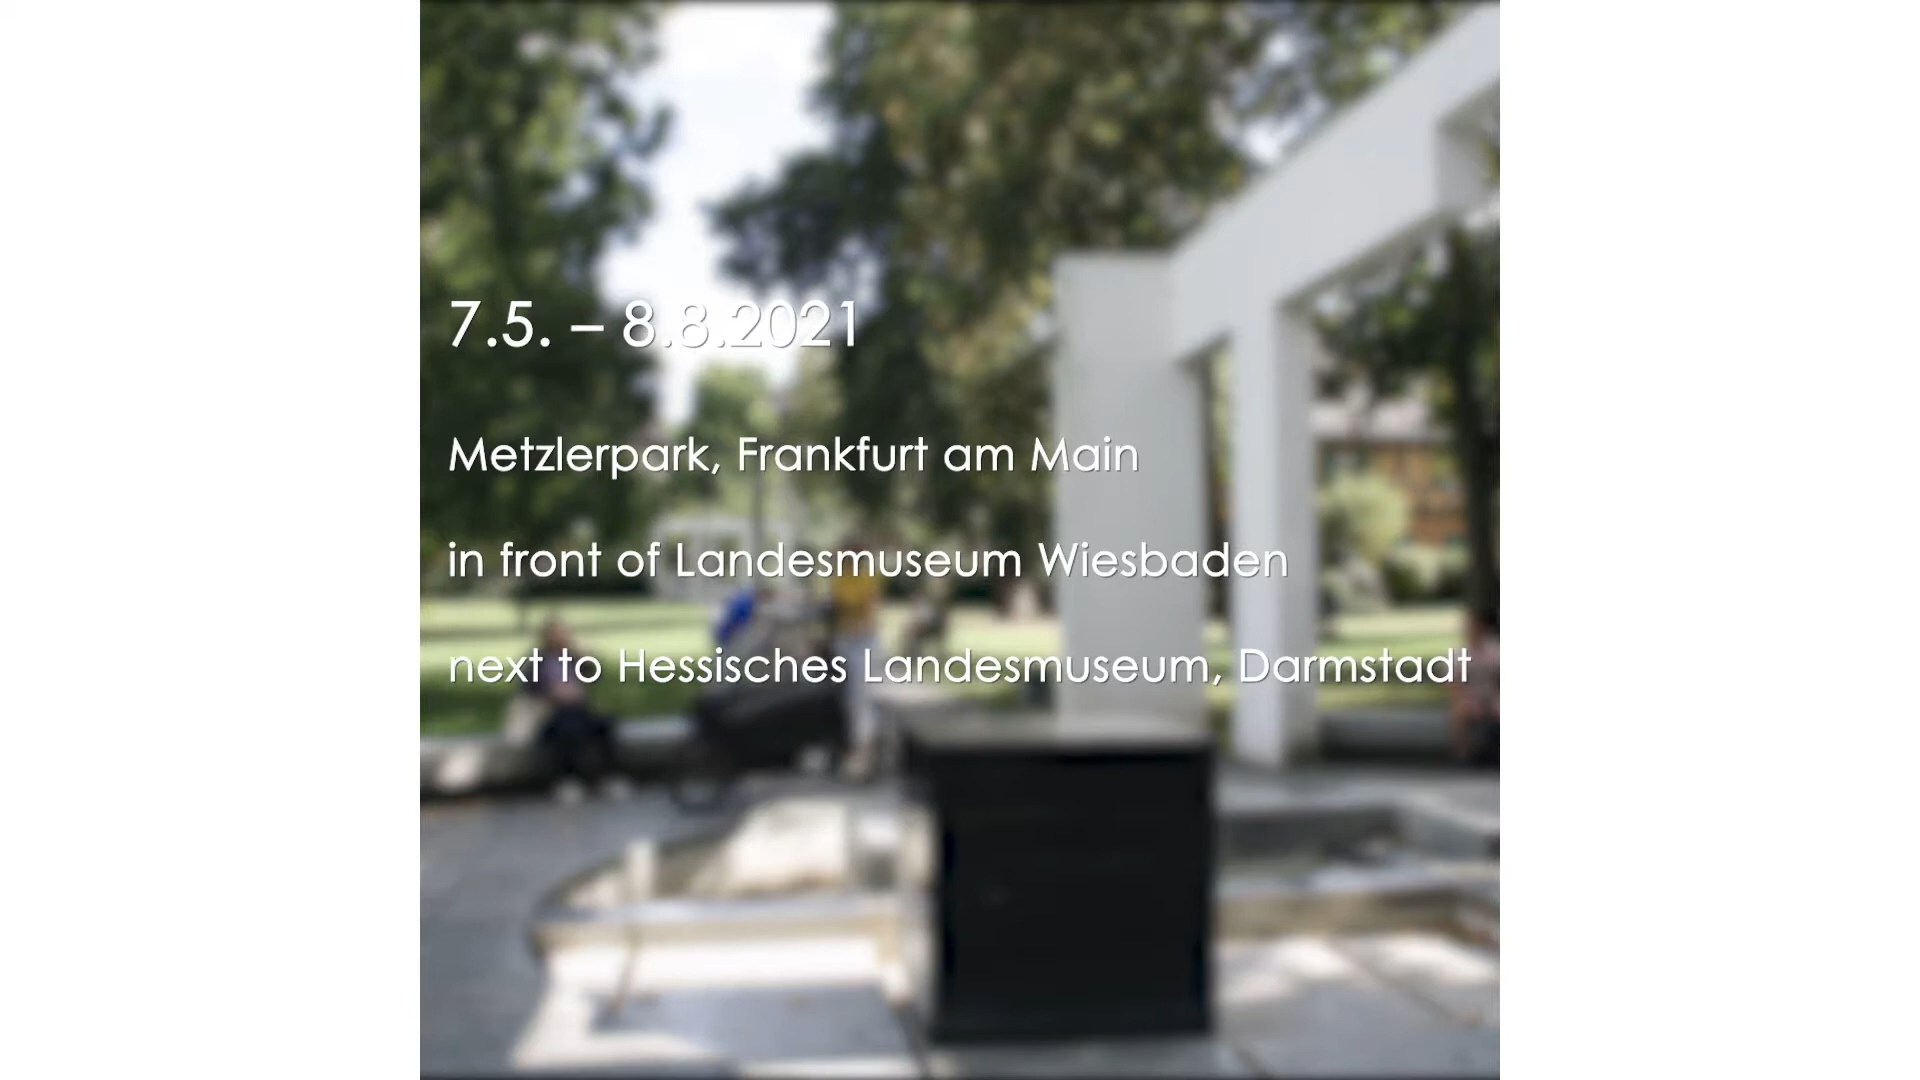 7.5. – 8.8.2021
Metzlerpark, Frankfurt am Main
in front of Landesmuseum Wiesbaden
next to Hessisches Landesmuseum, Darmstadt